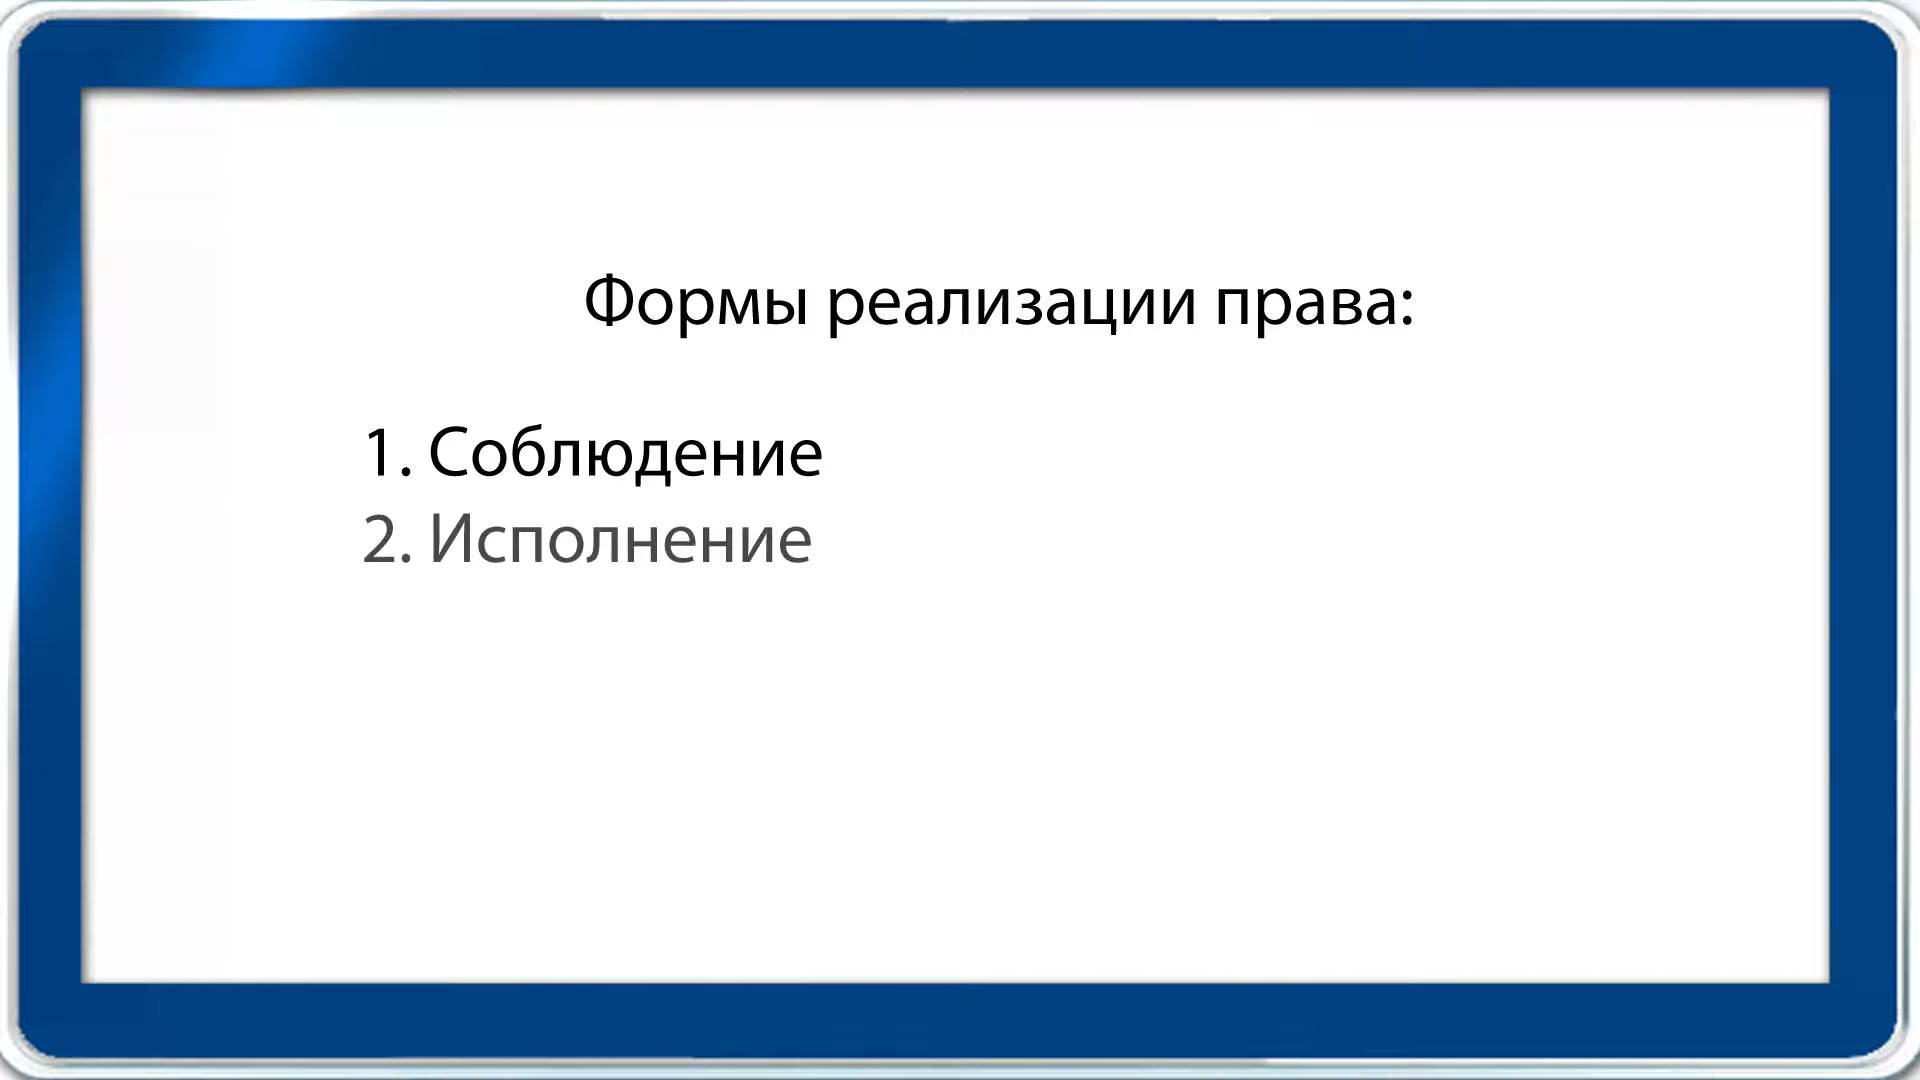 Формы реализации права:
1. Соблюдение
2. Исполнение